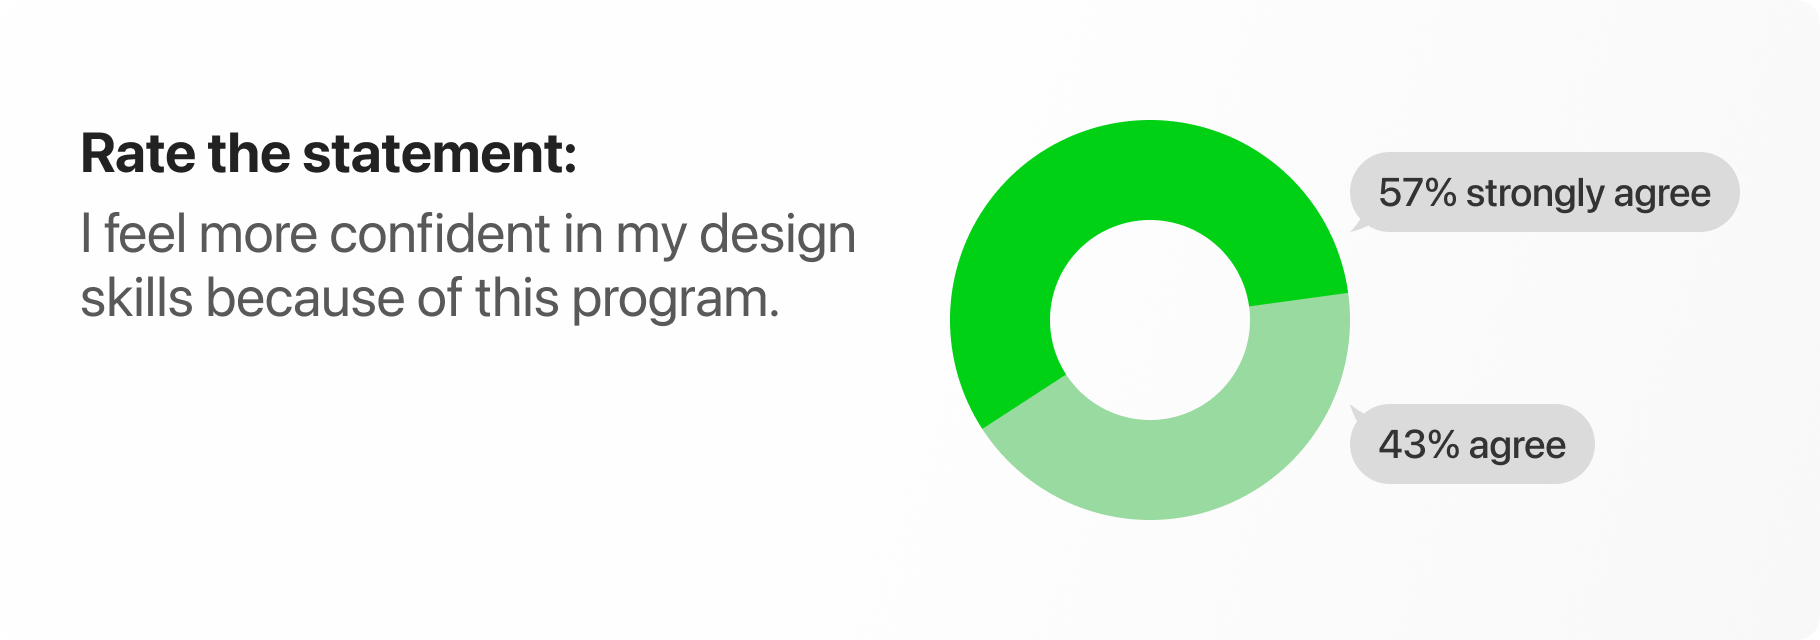 Rate the statement:
I feel more confident in my design
skills because of this program.
57% strongly agree
43% agree